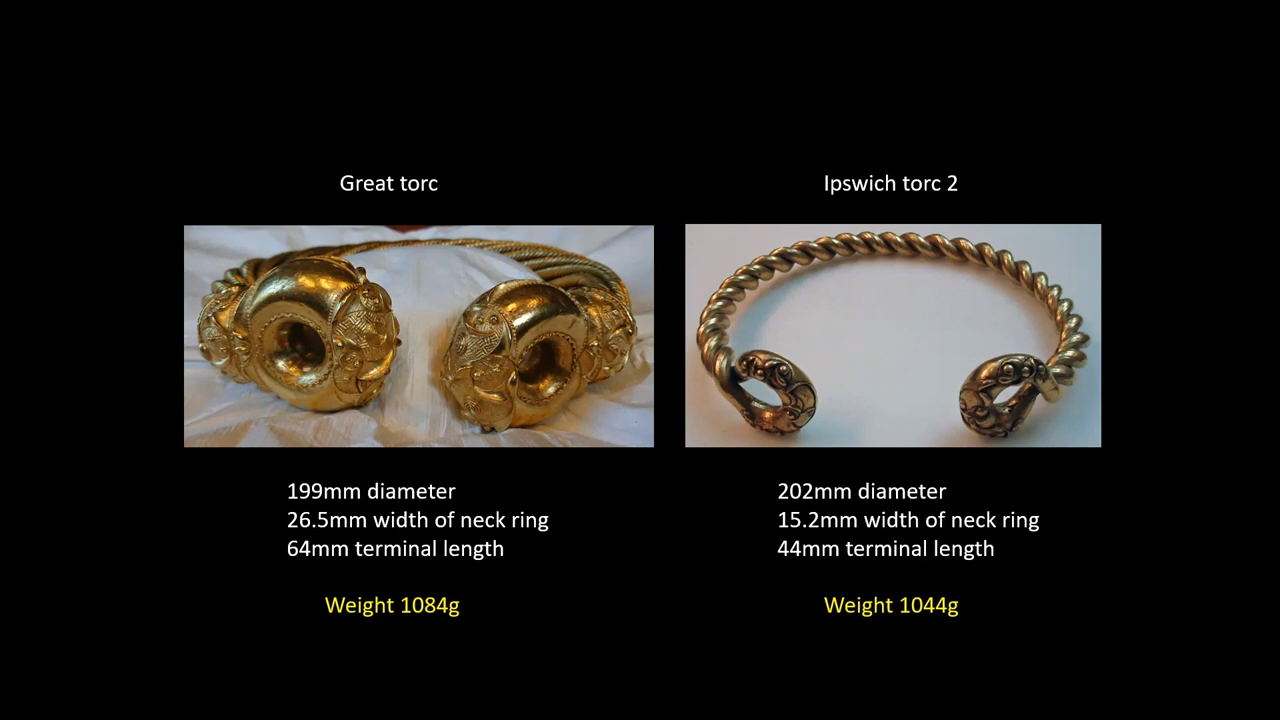 Great torc
Ipswich torc 2
199mm diameter
26.5mm width of neck ring
64mm terminal length
Weight 1084g
202mm diameter
15.2mm width of neck ring
44mm terminal length
Weight 1044g